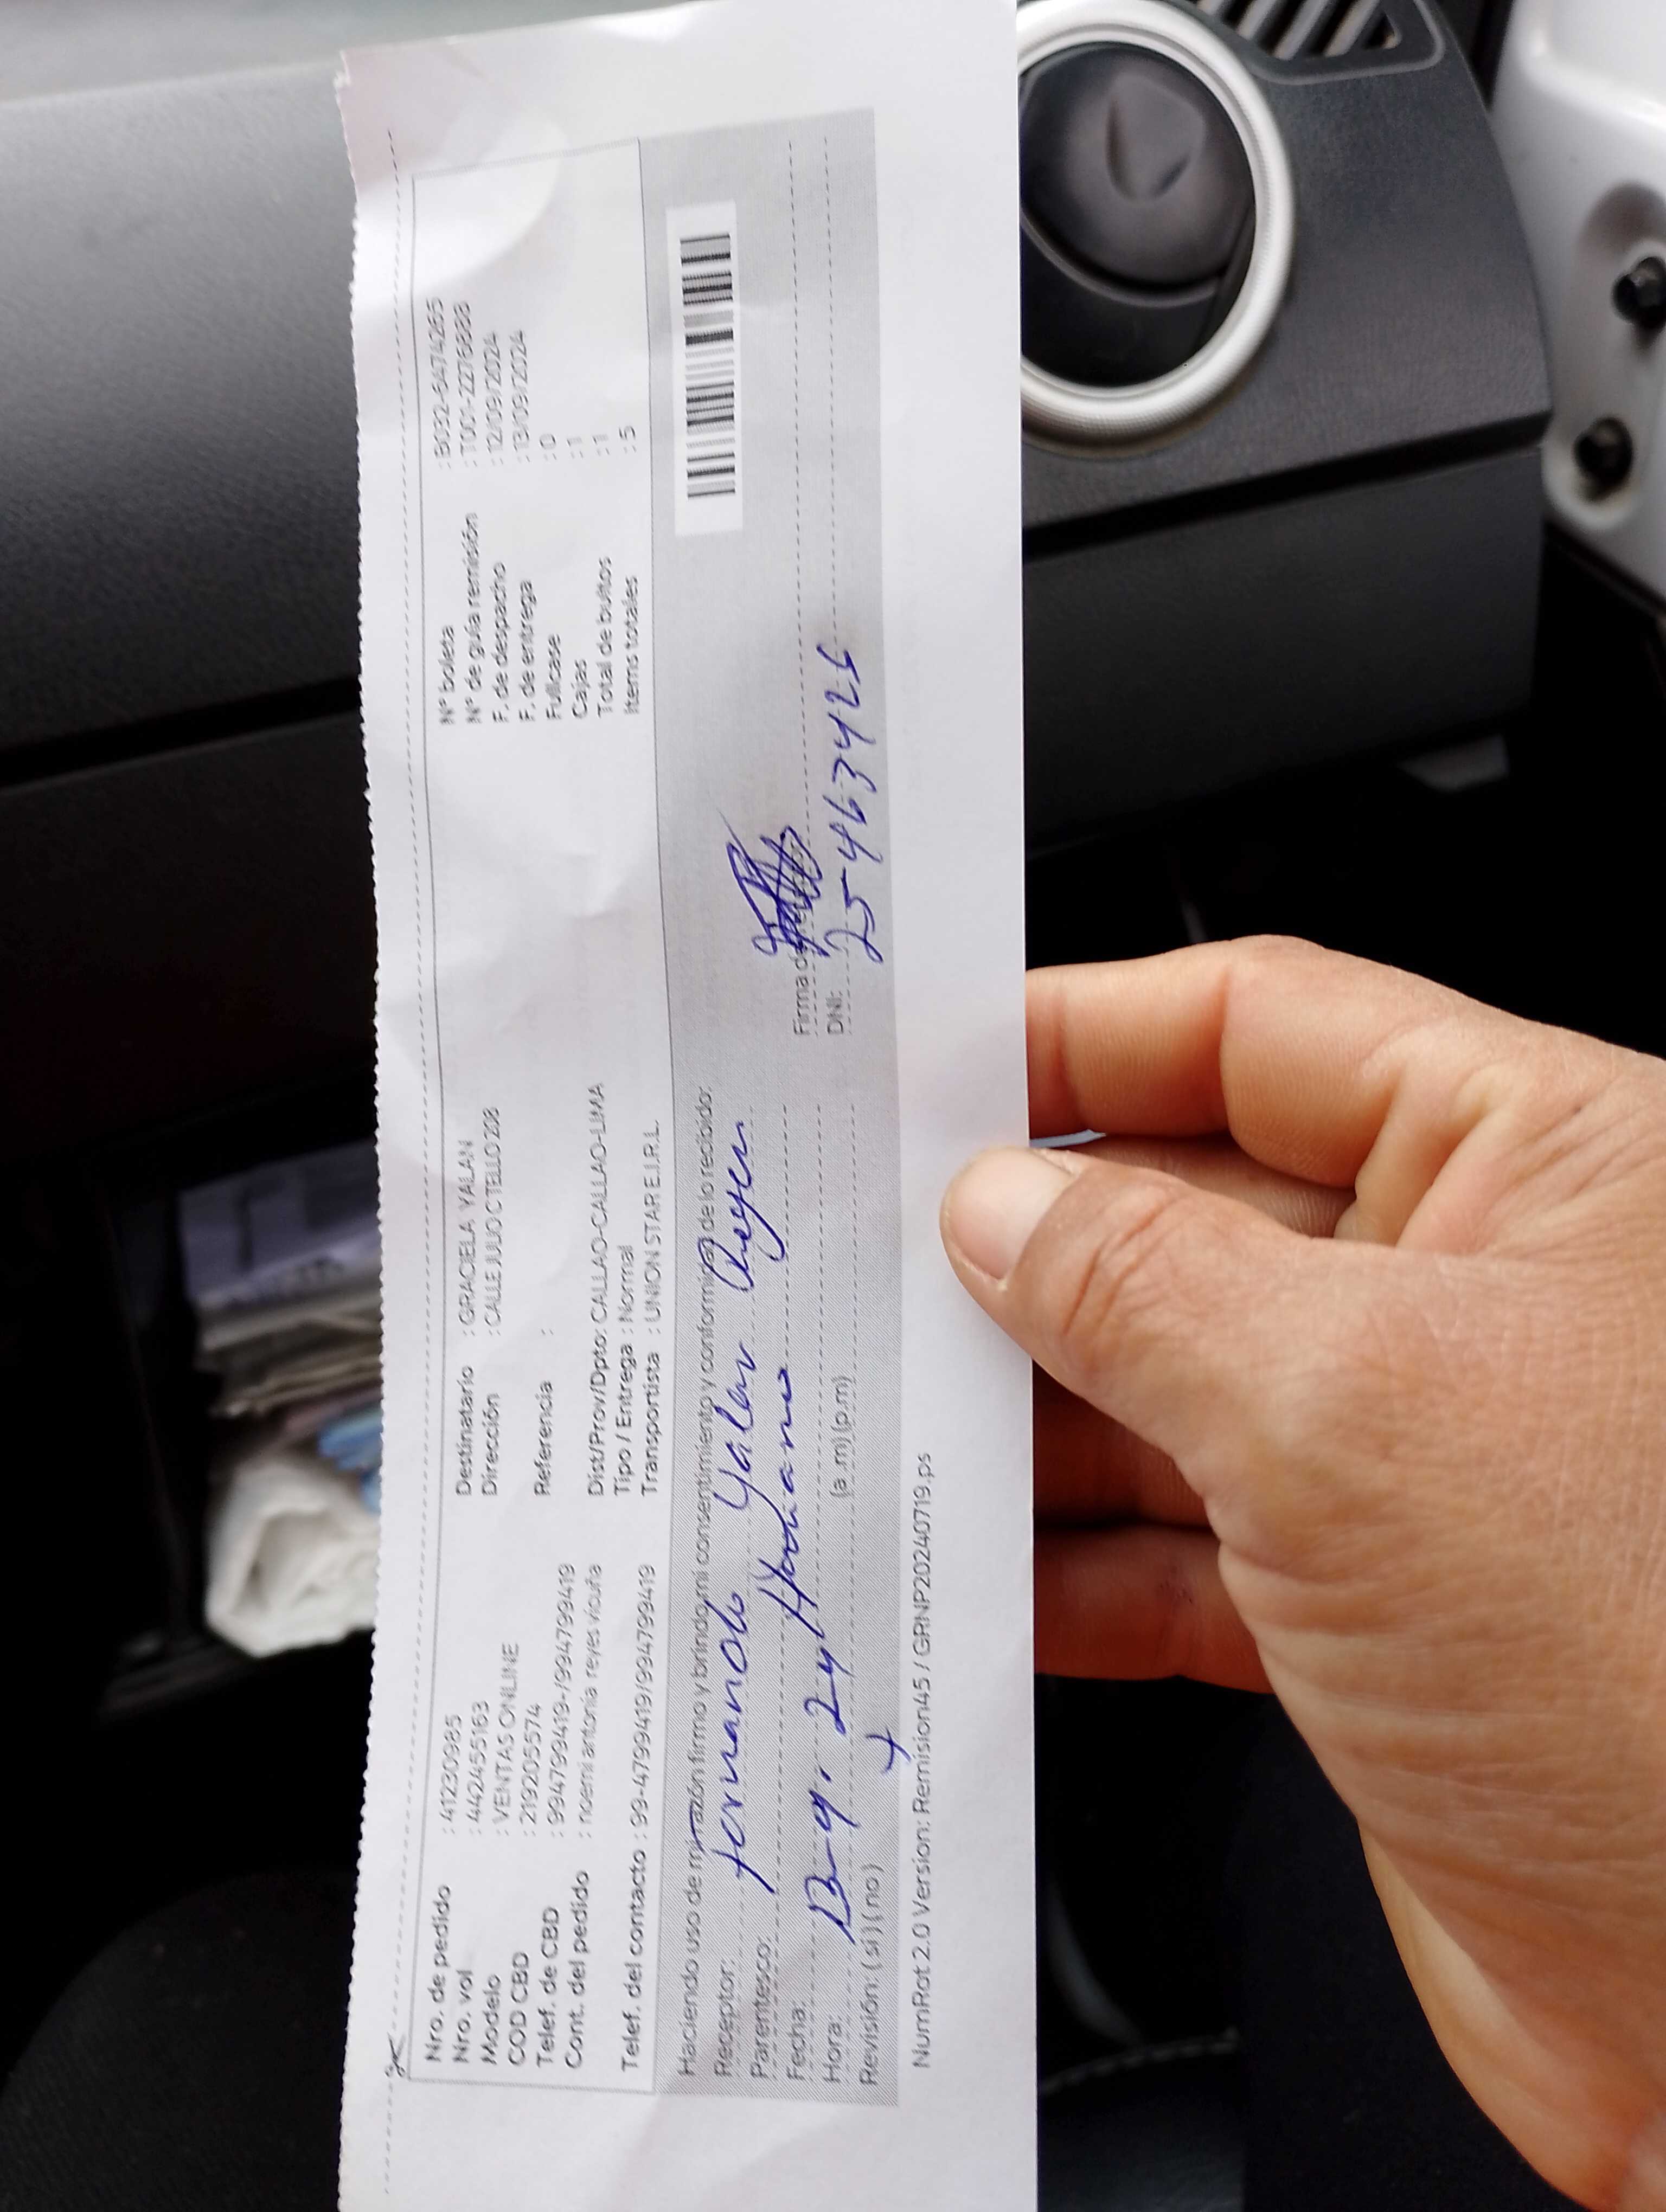 Nro. de pedido : 41230985
Nro. vol : 442455163
Modelo : VENTAS ONLINE
COD CBD : 219205574
Telef. de CBD : 994799419-/994799419
Cont. del pedido : noemi antonia reyes vicuña
Telef. del contacto : 99-4799419/994799419
Destinatario : GRACIELA YALAN
Dirección : CALLE JULIO C TELLO 208
Referencia :
Dist/Prov/Dpto: CALLAO-CALLAO-LIMA
Tipo / Entrega : Normal
Transportista : UNION STAR E.I.R.L.
N° boleta
N° de guía remisión : T001-2276888
F. de despacho : 12/09/2024
F. de entrega : 13/09/2024
Fullcase : 0
Cajas : 1
Total de bultos : 1
Items totales : 5
Haciendo uso de mi razón firmo y brindo mi consentimiento y conformidad de lo recibido:
Receptor: Fernando Yalan Reyes
Parentesco: Hermano
Fecha: 13-9. 24
Hora: (a.m) (p.m)
Revisión: ( si ) ( no )
Firma de
DNI: 25463426
NumRot 2.0 Version: Remision45 / GRNP20240719.ps